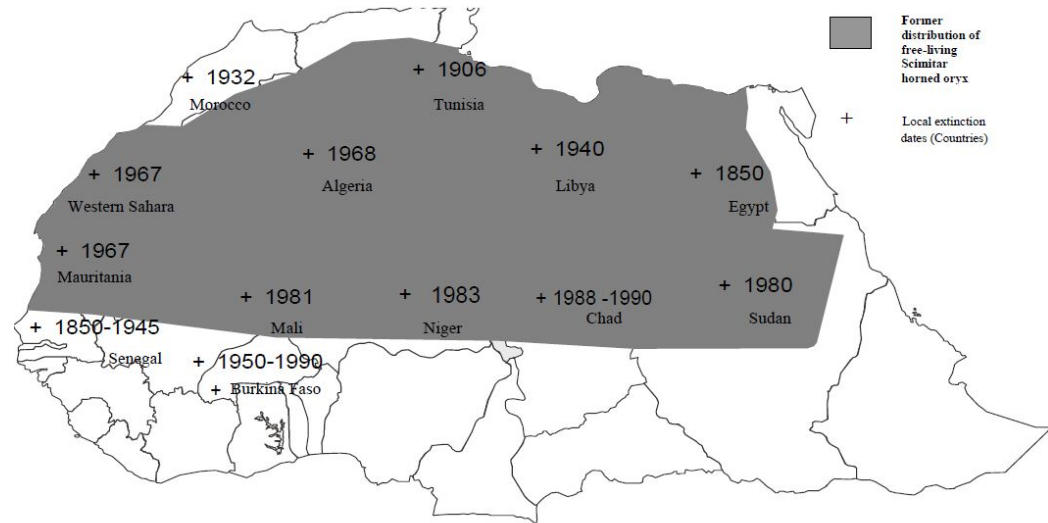 Former
distribution of
free-living
Scimitar
horned oryx
+ Local extinction
dates (Countries)
+ 1932
Morocco
+ 1906
Tunisia
+ 1967
Western Sahara
+ 1968
Algeria
+ 1940
Libya
+ 1850
Egypt
+ 1967
Mauritania
+ 1981
Mali
+ 1983
Niger
+ 1988 -1990
Chad
+ 1980
Sudan
+ 1850-1945
Senegal
+ 1950-1990
+ Burkina Faso